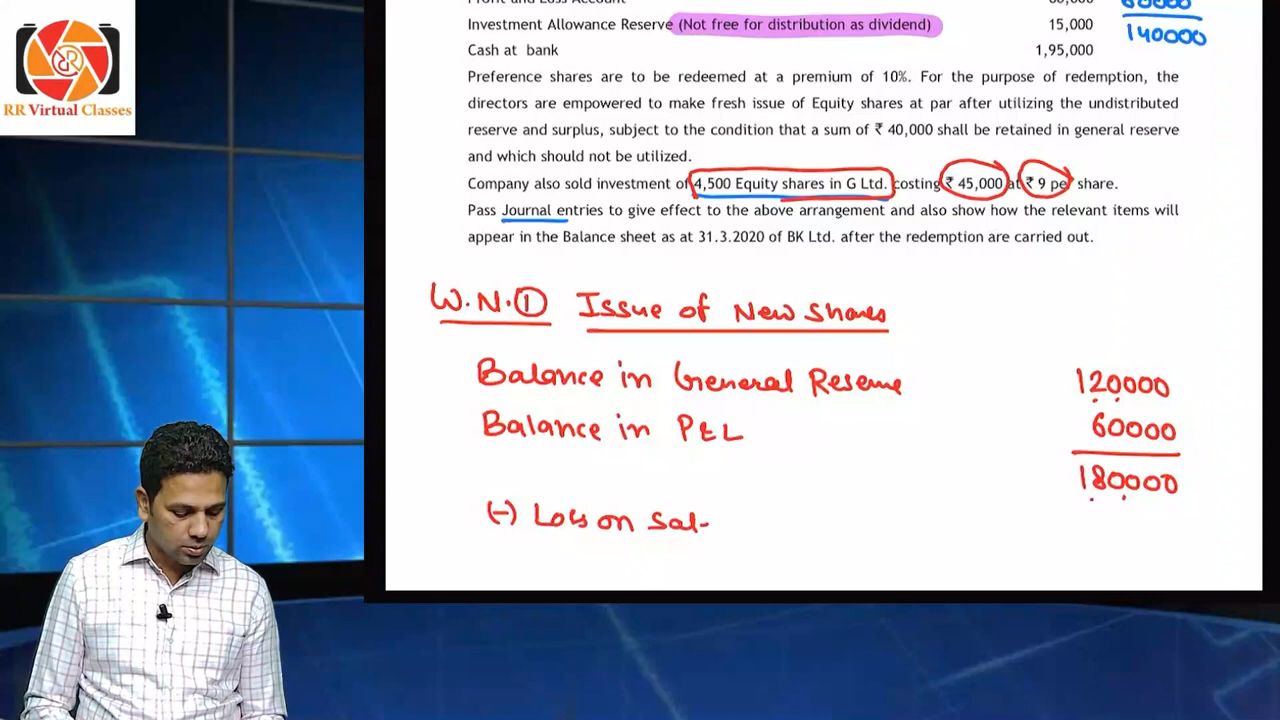 RR Virtual Classes
Investment Allowance Reserve (Not free for distribution as dividend) 15,000
140000
Cash at bank 1,95,000
Preference shares are to be redeemed at a premium of 10%. For the purpose of redemption, the
directors are empowered to make fresh issue of Equity shares at par after utilizing the undistributed
reserve and surplus, subject to the condition that a sum of ₹ 40,000 shall be retained in general reserve
and which should not be utilized.
Company also sold investment of 4,500 Equity shares in G Ltd. costing ₹ 45,000 at ₹ 9 per share.
Pass Journal entries to give effect to the above arrangement and also show how the relevant items will
appear in the Balance sheet as at 31.3.2020 of BK Ltd. after the redemption are carried out.
W.N.① Issue of New Shares
Balance in General Reserve 120000
Balance in P&L 60000
180000
(-) Loss on Sal